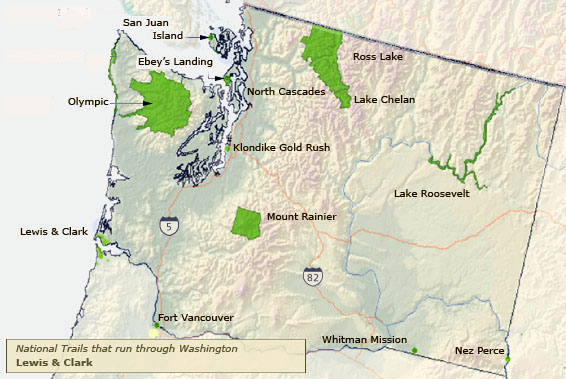 San Juan
Island
Ebey's Landing
Ross Lake
North Cascades
Lake Chelan
Olympic
Klondike Gold Rush
Lake Roosevelt
Mount Rainier
Lewis & Clark
5
82
Fort Vancouver
Whitman Mission
Nez Perce
National Trails that run through Washington
Lewis & Clark